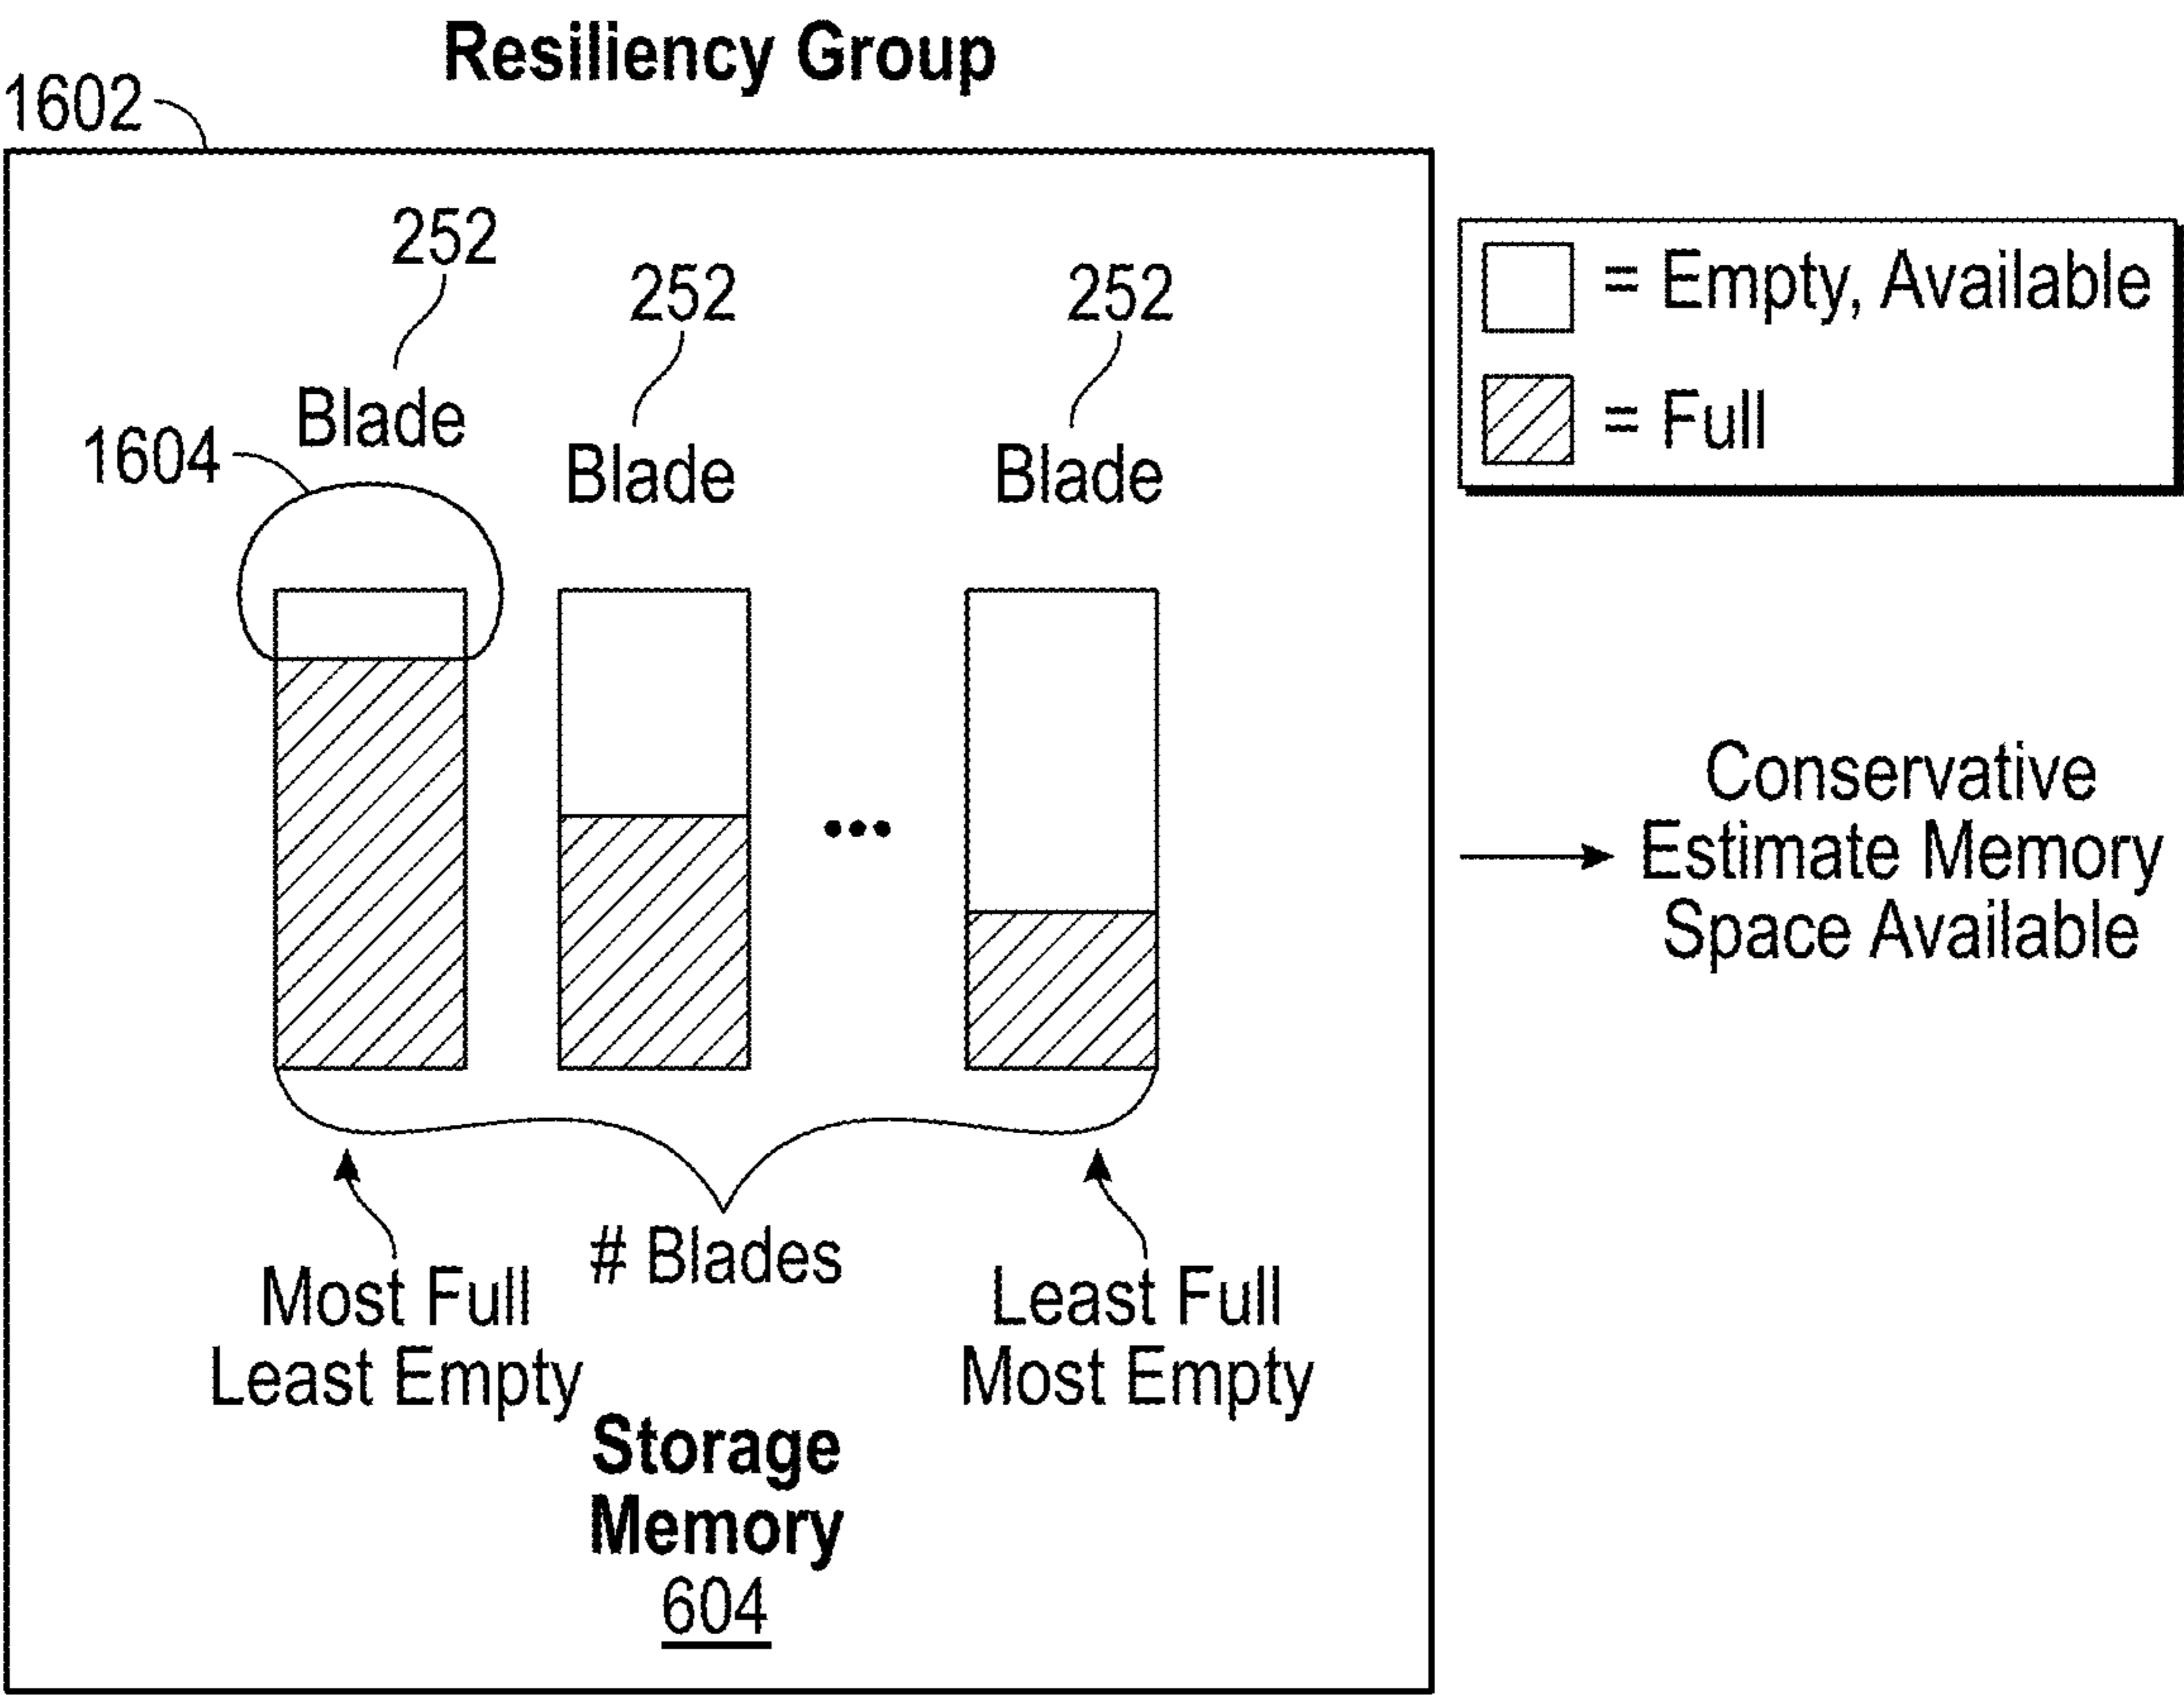 Resiliency Group
1602
252
252
252
Blade
Blade
Blade
1604
= Empty, Available
= Full
•••
Conservative
Estimate Memory
Space Available
# Blades
Most Full
Least Empty
Least Full
Most Empty
Storage
Memory
604